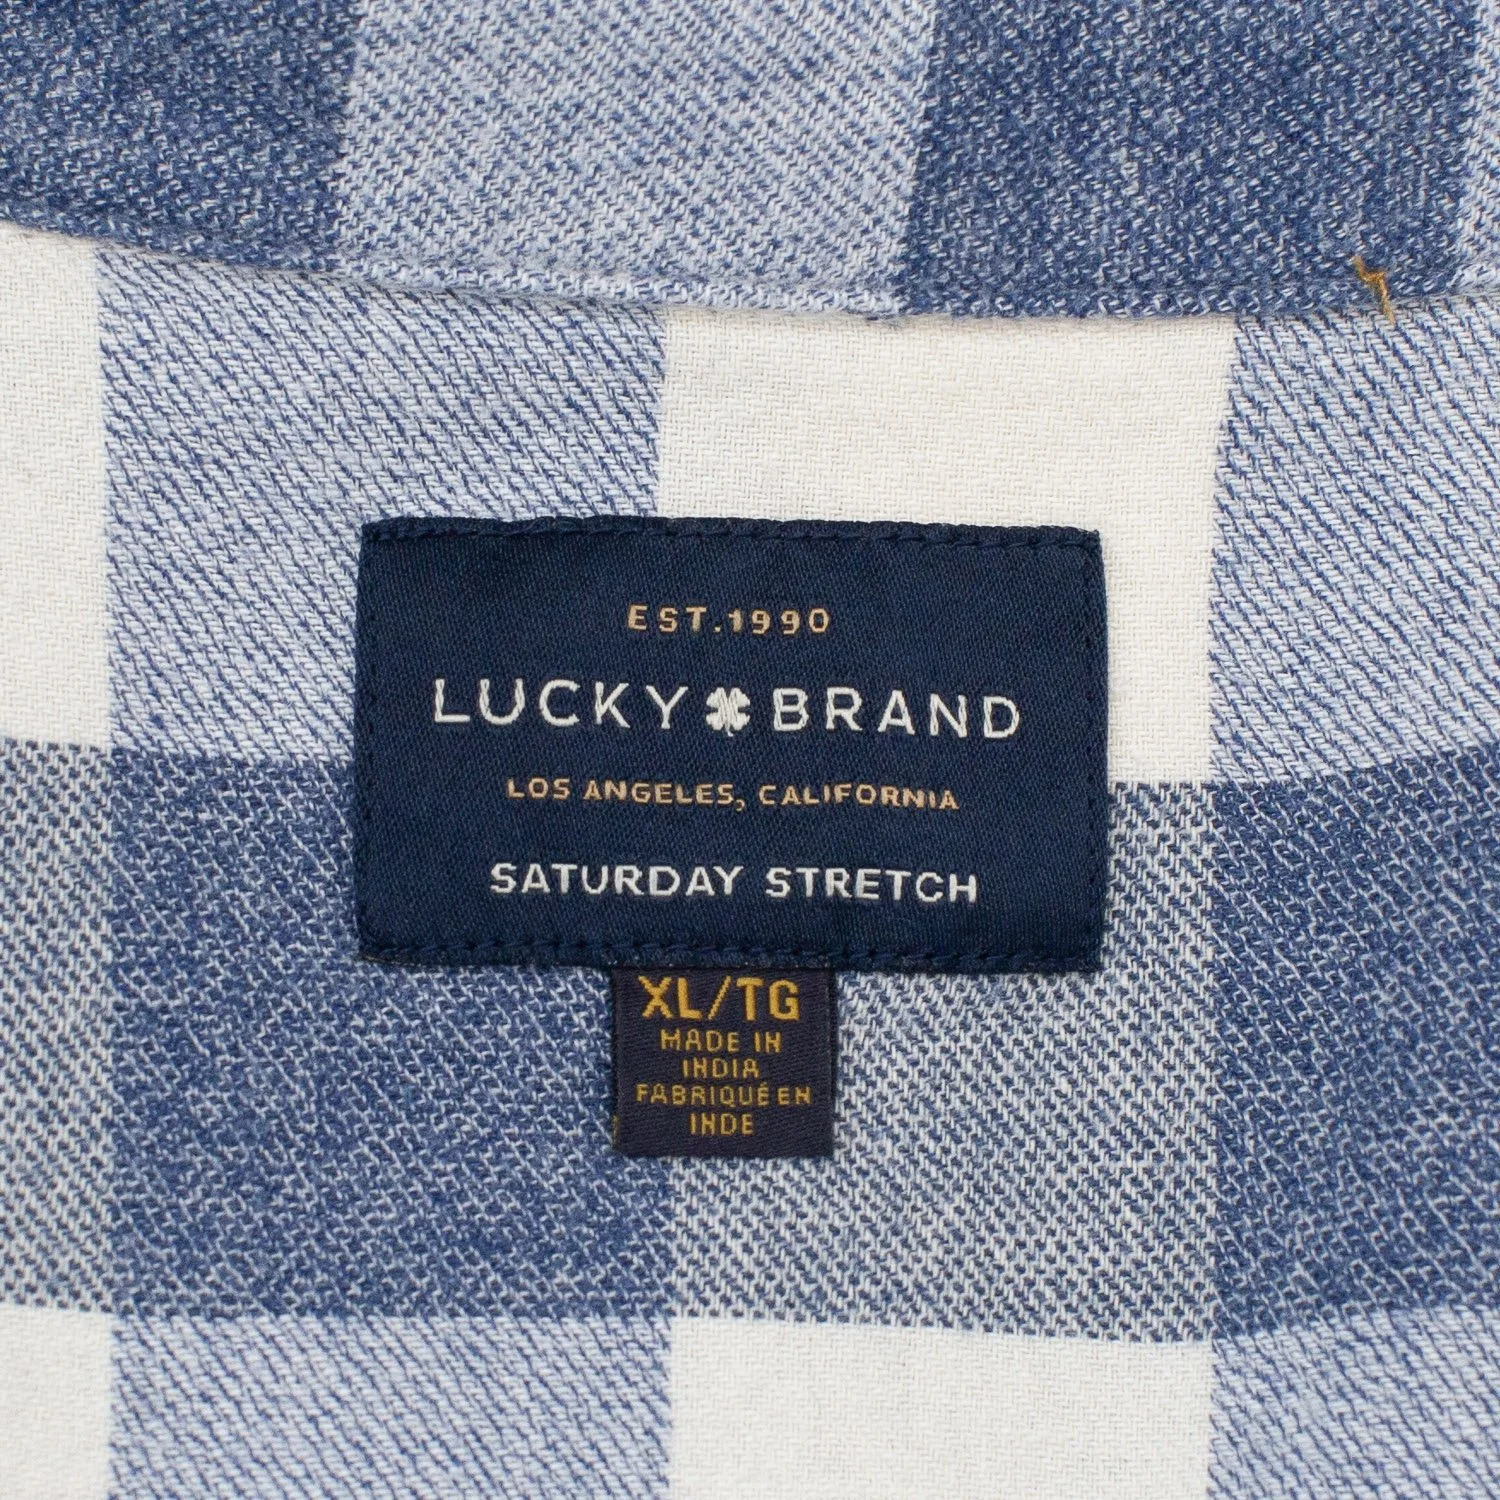 EST.1990
LUCKY BRAND
LOS ANGELES, CALIFORNIA
SATURDAY STRETCH
XL/TG
MADE IN
INDIA
FABRIQUÉ EN
INDE